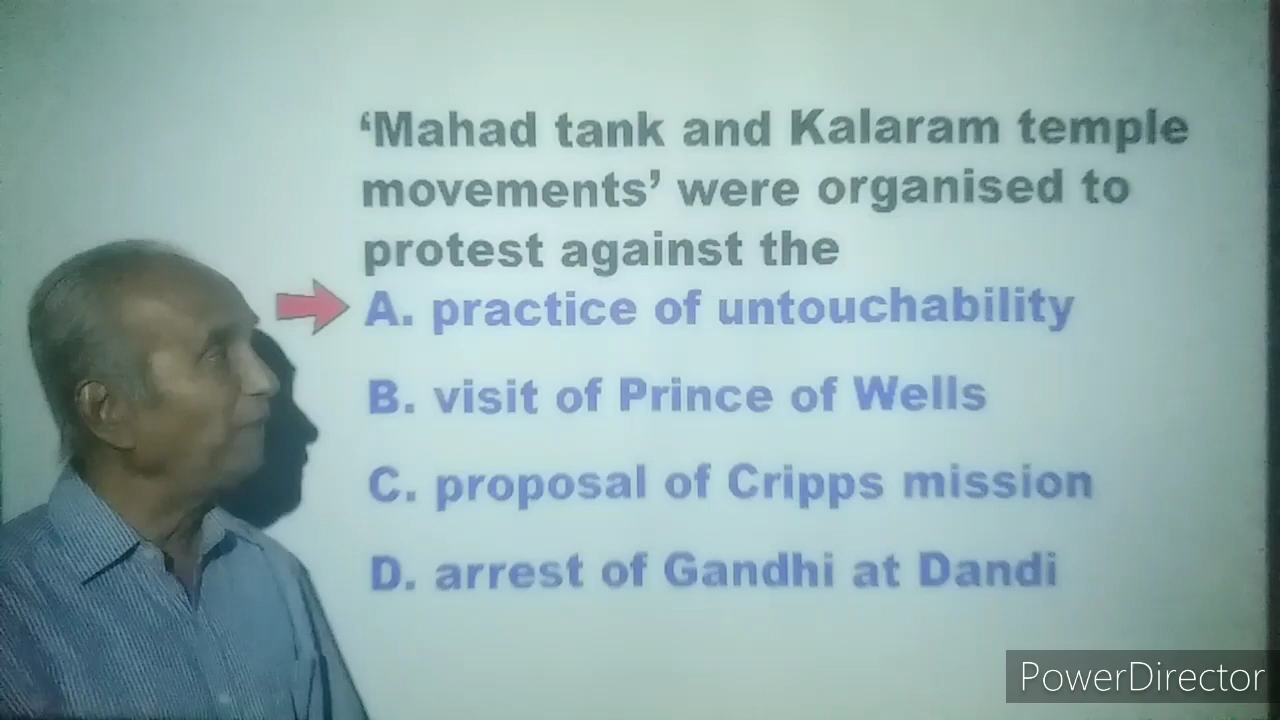 ‘Mahad tank and Kalaram temple
movements’ were organised to
protest against the
A. practice of untouchability
B. visit of Prince of Wells
C. proposal of Cripps mission
D. arrest of Gandhi at Dandi
PowerDirector